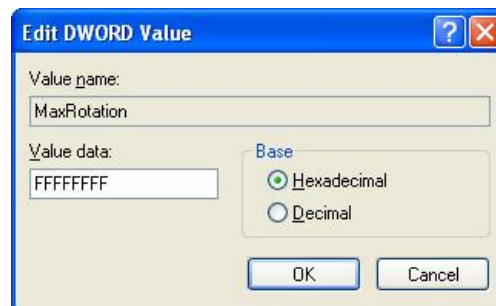 Edit DWORD Value
Value name:
MaxRotation
Value data:
FFFFFFFF
Base
Hexadecimal
Decimal
OK
Cancel